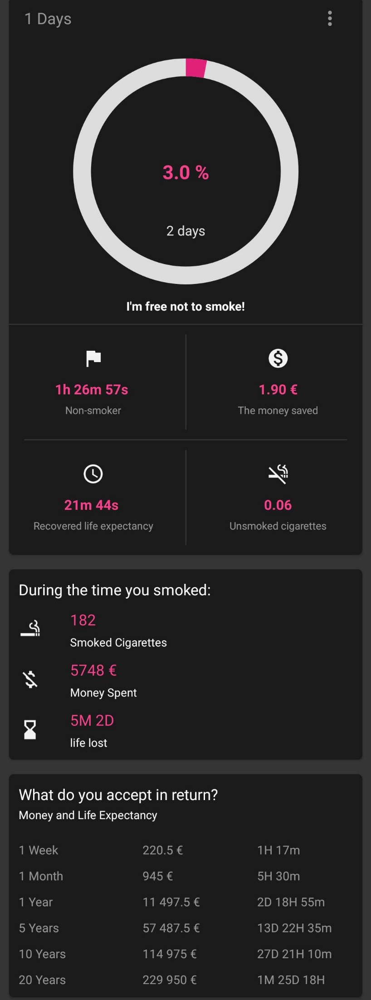 1 Days
3.0 %
2 days
I'm free not to smoke!
1h 26m 57s
Non-smoker
1.90 €
The money saved
21m 44s
Recovered life expectancy
0.06
Unsmoked cigarettes
During the time you smoked:
182
Smoked Cigarettes
5748 €
Money Spent
5M 2D
life lost
What do you accept in return?
Money and Life Expectancy
1 Week 220.5 € 1H 17m
1 Month 945 € 5H 30m
1 Year 11 497.5 € 2D 18H 55m
5 Years 57 487.5 € 13D 22H 35m
10 Years 114 975 € 27D 21H 10m
20 Years 229 950 € 1M 25D 18H